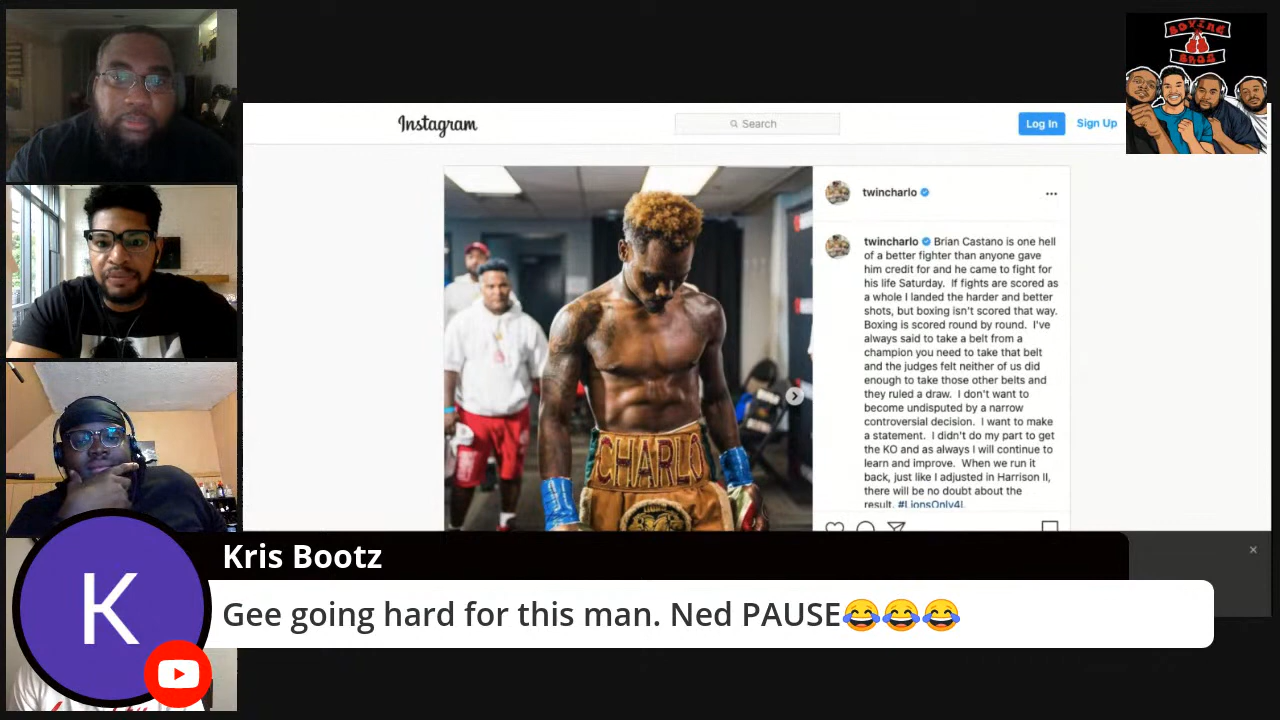 BOXING
BROS
Instagram
Search
Log In
Sign Up
twincharlo
twincharlo Brian Castano is one hell
of a better fighter than anyone gave
him credit for and he came to fight for
his life Saturday. If fights are scored as
a whole I landed the harder and better
shots, but boxing isn't scored that way.
Boxing is scored round by round. I've
always said to take a belt from a
champion you need to take that belt
and the judges felt neither of us did
enough to take those other belts and
they ruled a draw. I don't want to
become undisputed by a narrow
controversial decision. I want to make
a statement. I didn't do my part to get
the KO and as always I will continue to
learn and improve. When we run it
back, just like I adjusted in Harrison II,
there will be no doubt about the
result. #LionsOnly4L
CHARLO
Kris Bootz
K
Gee going hard for this man. Ned PAUSE😂😂😂